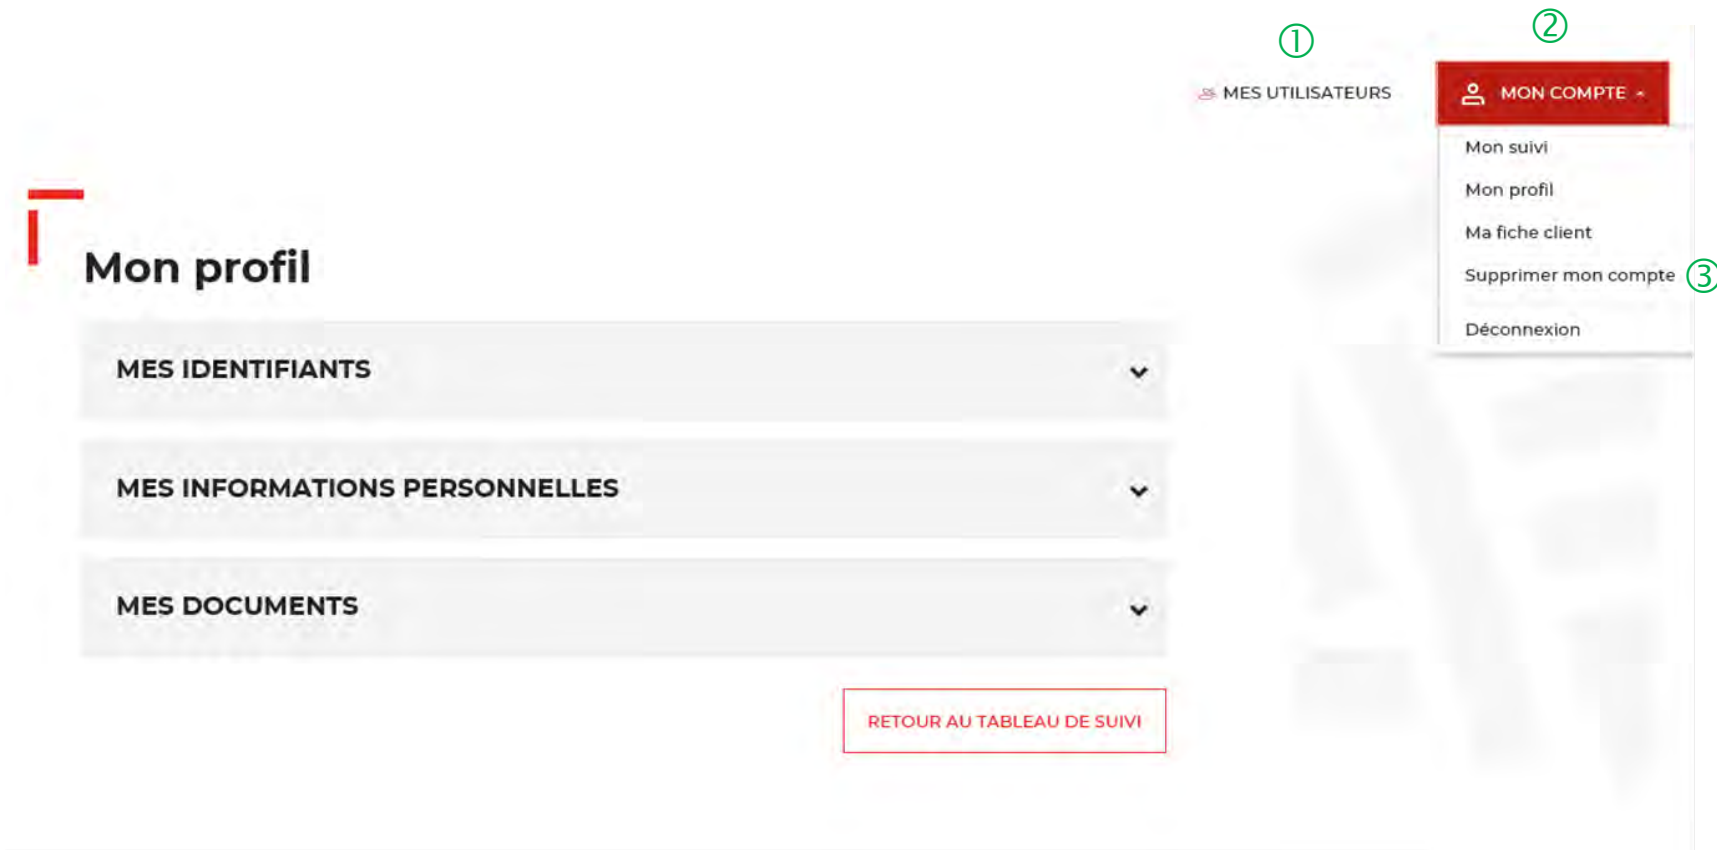 ①
②
MES UTILISATEURS
MON COMPTE
Mon suivi
Mon profil
Ma fiche client
Supprimer mon compte ③
Déconnexion
Mon profil
MES IDENTIFIANTS
MES INFORMATIONS PERSONNELLES
MES DOCUMENTS
RETOUR AU TABLEAU DE SUIVI